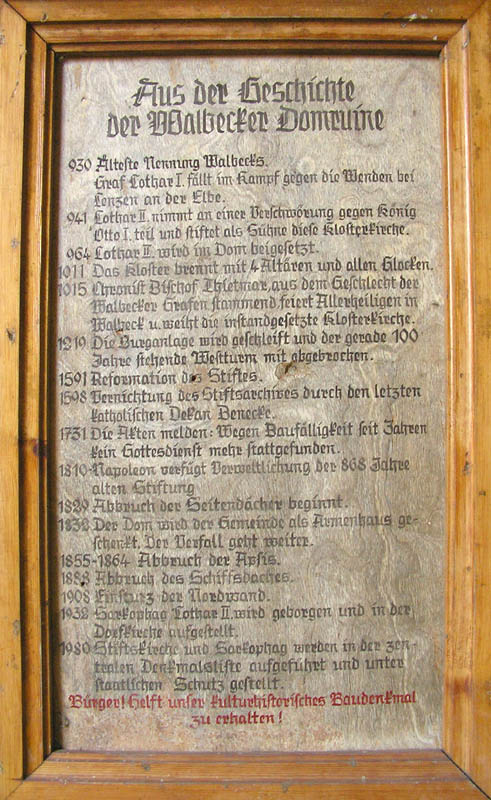 Aus der Geschichte
der Walbecker Domruine
930 Älteste Nennung Walbecks.
Graf Lothar I. fällt im Kampf gegen die Wenden bei
Lenzen an der Elbe.
941 Lothar II. nimmt an einer Verschwörung gegen König
Otto I. teil und stiftet als Sühne diese Klosterkirche.
964 Lothar II. wird im Dom beigesetzt.
1011 Das Kloster brennt mit 4 Altären und allen Glocken.
1015 Chronist Bischof Thietmar, aus dem Geschlecht der
Walbecker Grafen stammend, feiert Allerheiligen in
Walbeck u. weiht die instandgesetzte Klosterkirche.
1219 Die Burganlage wird geschleift und der gerade 100
Jahre stehende Westturm mit abgebrochen.
1591 Reformation des Stiftes.
1598 Vernichtung des Stiftsarchives durch den letzten
katholischen Dekan Benecke.
1731 Die Akten melden: Wegen Baufälligkeit seit Jahren
kein Gottesdienst mehr stattgefunden.
1810 Napoleon verfügt Verweltlichung der 868 Jahre
alten Stiftung
1829 Abbruch der Seitendächer beginnt.
1832 Der Dom wird der Gemeinde als Armenhaus ge-
schenkt. Der Verfall geht weiter.
1855-1864 Abbruch der Apsis.
Abbruch des Schiffsdaches.
1908 Einsturz der Nordwand.
1932 Sarkophag Lothar II. wird geborgen und in der
Dorfkirche aufgestellt.
1980 Stiftskirche und Sarkophag werden in der zen-
tralen Denkmalsliste aufgeführt und unter
staatlichen Schutz gestellt.
Bürger! Helft unser kulturhistorisches Baudenkmal
zu erhalten!